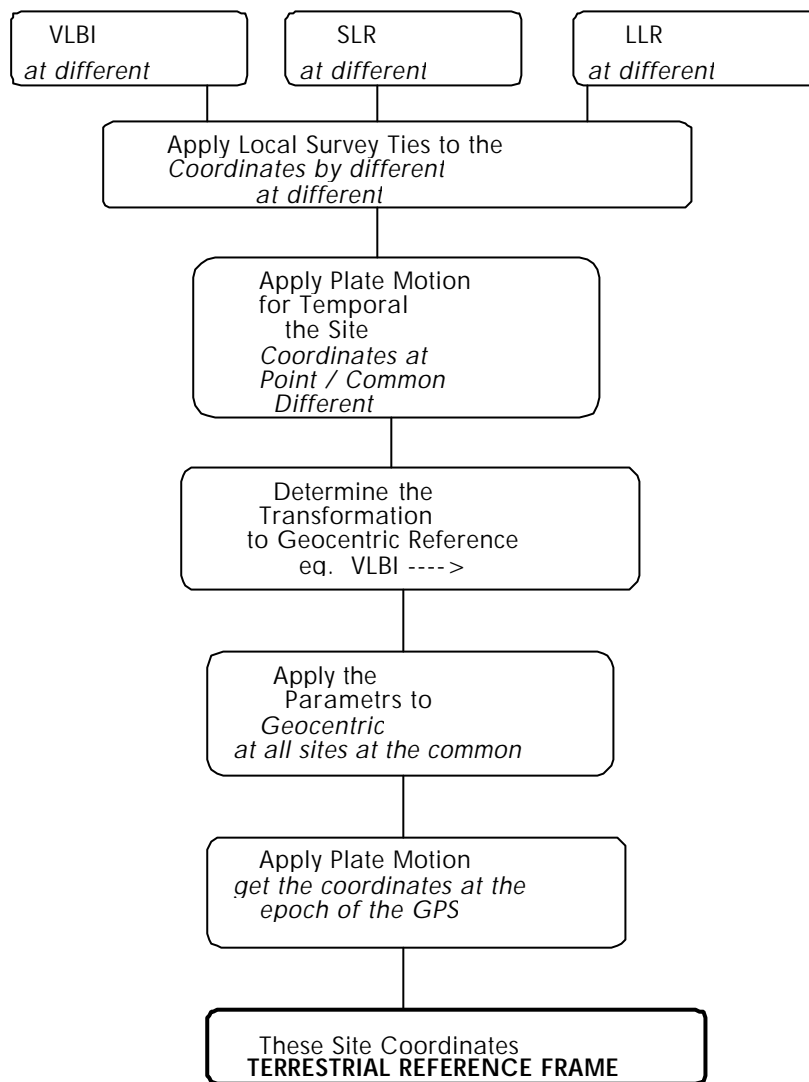 VLBI
at different
SLR
at different
LLR
at different
Apply Local Survey Ties to the
Coordinates by different
at different
Apply Plate Motion
for Temporal
the Site
Coordinates at
Point / Common
Different
Determine the
Transformation
to Geocentric Reference
eg. VLBI ---->
Apply the
Parametrs to
Geocentric
at all sites at the common
Apply Plate Motion
get the coordinates at the
epoch of the GPS
These Site Coordinates
TERRESTRIAL REFERENCE FRAME